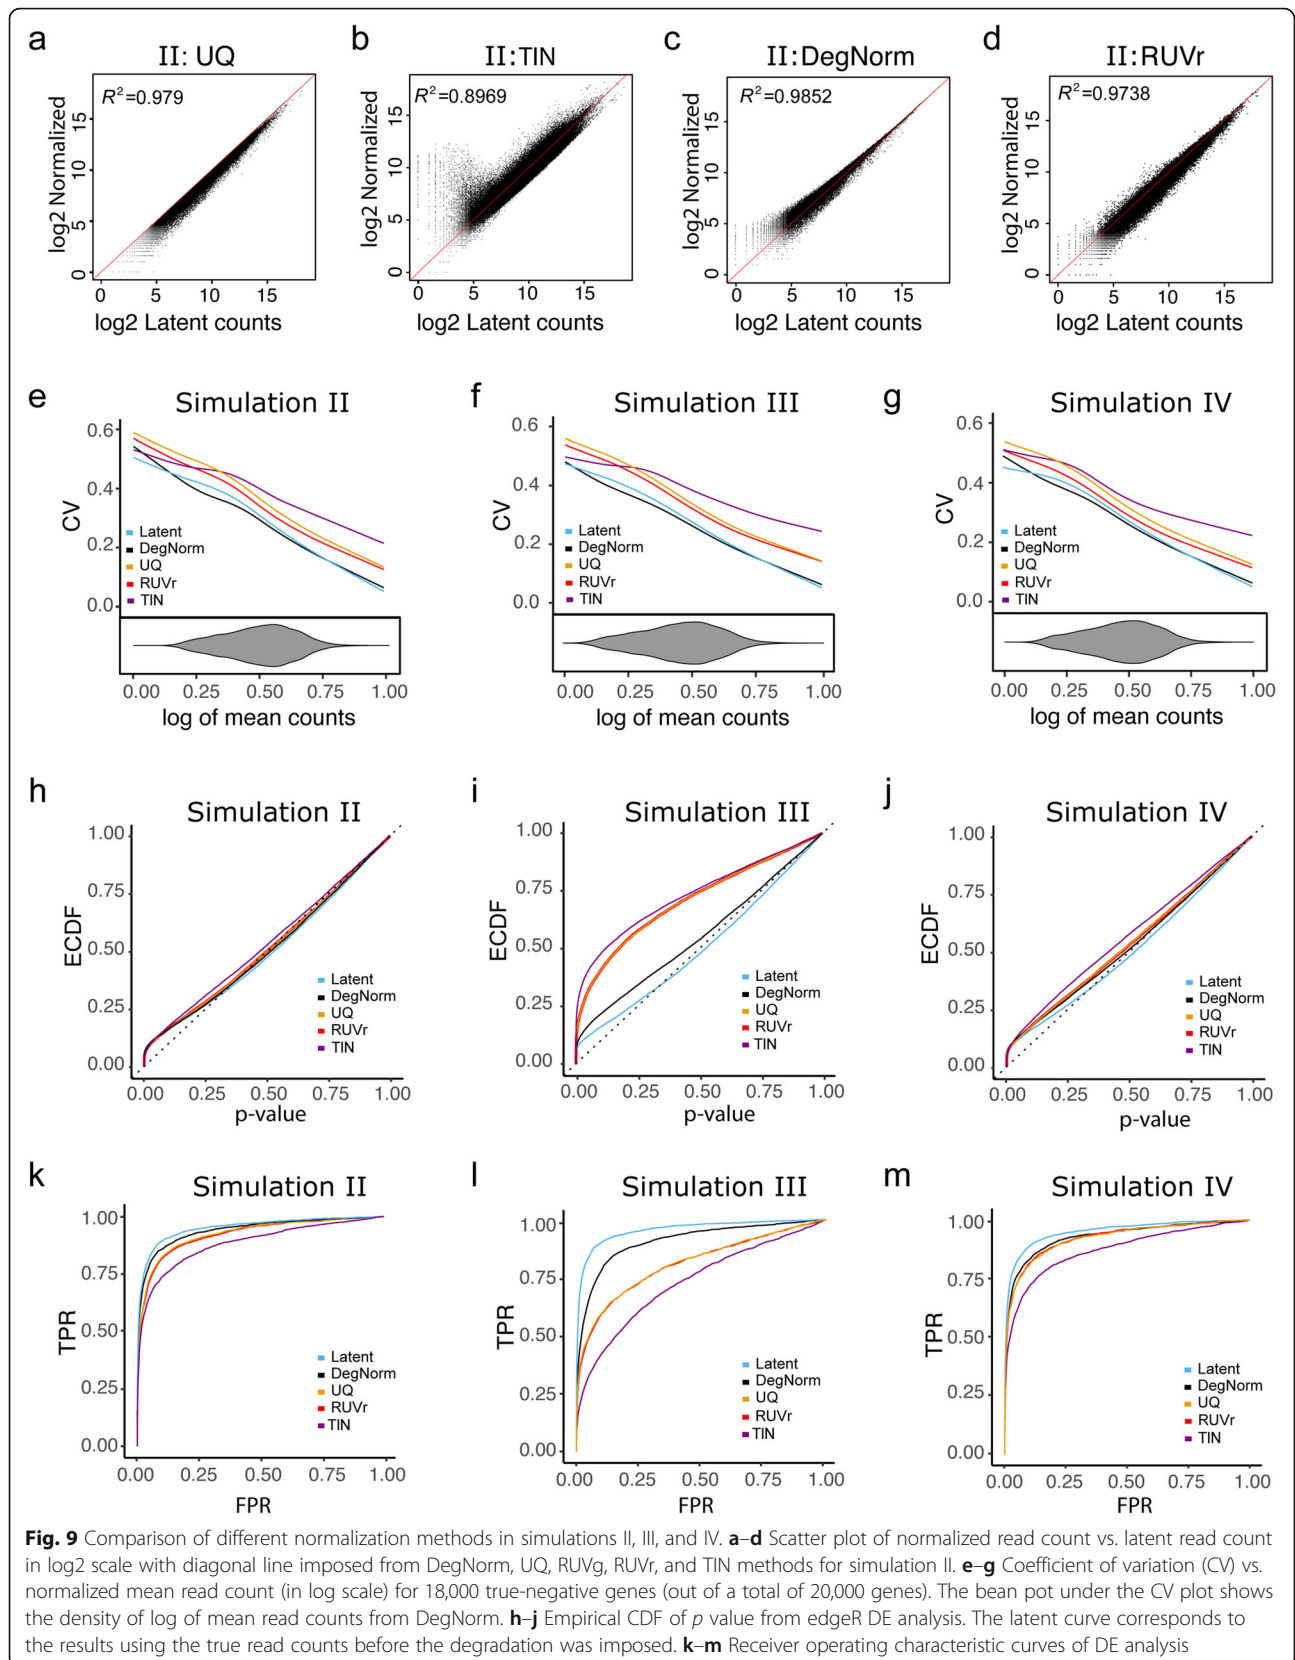 a
II: UQ
R²=0.979
log2 Normalized
0 5 10 15
0 5 10 15
log2 Latent counts
b
II:TIN
R²=0.8969
log2 Normalized
0 5 10 15
0 5 10 15
log2 Latent counts
c
II:DegNorm
R²=0.9852
log2 Normalized
0 5 10 15
0 5 10 15
log2 Latent counts
d
II:RUVr
R²=0.9738
log2 Normalized
0 5 10 15
0 5 10 15
log2 Latent counts
e
Simulation II
CV
0.6
0.4
0.2
0.0
Latent
DegNorm
UQ
RUVr
TIN
0.00 0.25 0.50 0.75 1.00
log of mean counts
f
Simulation III
CV
0.6
0.4
0.2
0.0
Latent
DegNorm
UQ
RUVr
TIN
0.00 0.25 0.50 0.75 1.00
log of mean counts
g
Simulation IV
CV
0.6
0.4
0.2
0.0
Latent
DegNorm
UQ
RUVr
TIN
0.00 0.25 0.50 0.75 1.00
log of mean counts
h
Simulation II
ECDF
1.00
0.75
0.50
0.25
0.00
Latent
DegNorm
UQ
RUVr
TIN
0.00 0.25 0.50 0.75 1.00
p-value
i
Simulation III
ECDF
1.00
0.75
0.50
0.25
0.00
Latent
DegNorm
UQ
RUVr
TIN
0.00 0.25 0.50 0.75 1.00
p-value
j
Simulation IV
ECDF
1.00
0.75
0.50
0.25
0.00
Latent
DegNorm
UQ
RUVr
TIN
0.00 0.25 0.50 0.75 1.00
p-value
k
Simulation II
TPR
1.00
0.75
0.50
0.25
0.00
Latent
DegNorm
UQ
RUVr
TIN
0.00 0.25 0.75 1.00
FPR
l
Simulation III
TPR
1.00
0.75
0.50
0.25
0.00
Latent
DegNorm
UQ
RUVr
TIN
0.00 0.25 0.50 0.75 1.00
FPR
m
Simulation IV
TPR
1.00
0.75
0.50
0.25
0.00
Latent
DegNorm
UQ
RUVr
TIN
0.00 0.25 0.50 0.75 1.00
FPR
Fig. 9 Comparison of different normalization methods in simulations II, III, and IV. a–d Scatter plot of normalized read count vs. latent read count
in log2 scale with diagonal line imposed from DegNorm, UQ, RUVg, RUVr, and TIN methods for simulation II. e–g Coefficient of variation (CV) vs.
normalized mean read count (in log scale) for 18,000 true-negative genes (out of a total of 20,000 genes). The bean pot under the CV plot shows
the density of log of mean read counts from DegNorm. h–j Empirical CDF of p value from edgeR DE analysis. The latent curve corresponds to
the results using the true read counts before the degradation was imposed. k–m Receiver operating characteristic curves of DE analysis